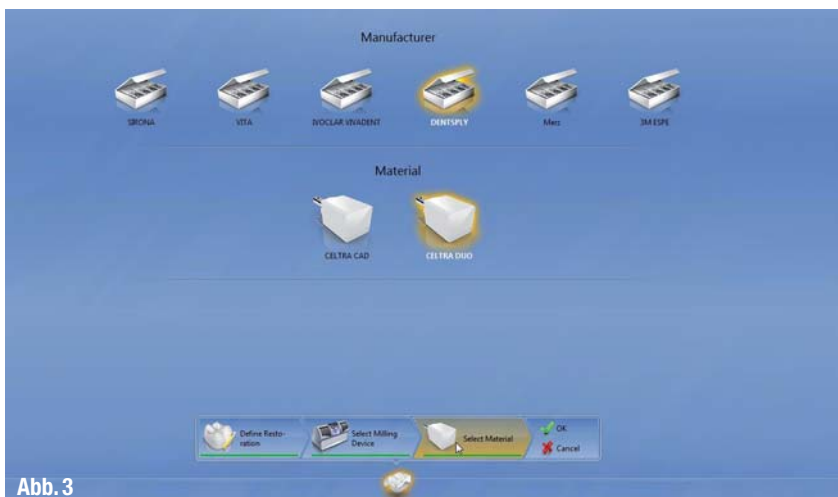 Manufacturer
SIRONA VITA IVOCLAR VIVADENT DENTSPLY Merz 3M ESPE
Material
CELTRA CAD CELTRA DUO
Define Resto-
ration
Select Milling
Device
Select Material
OK
Cancel
Abb. 3